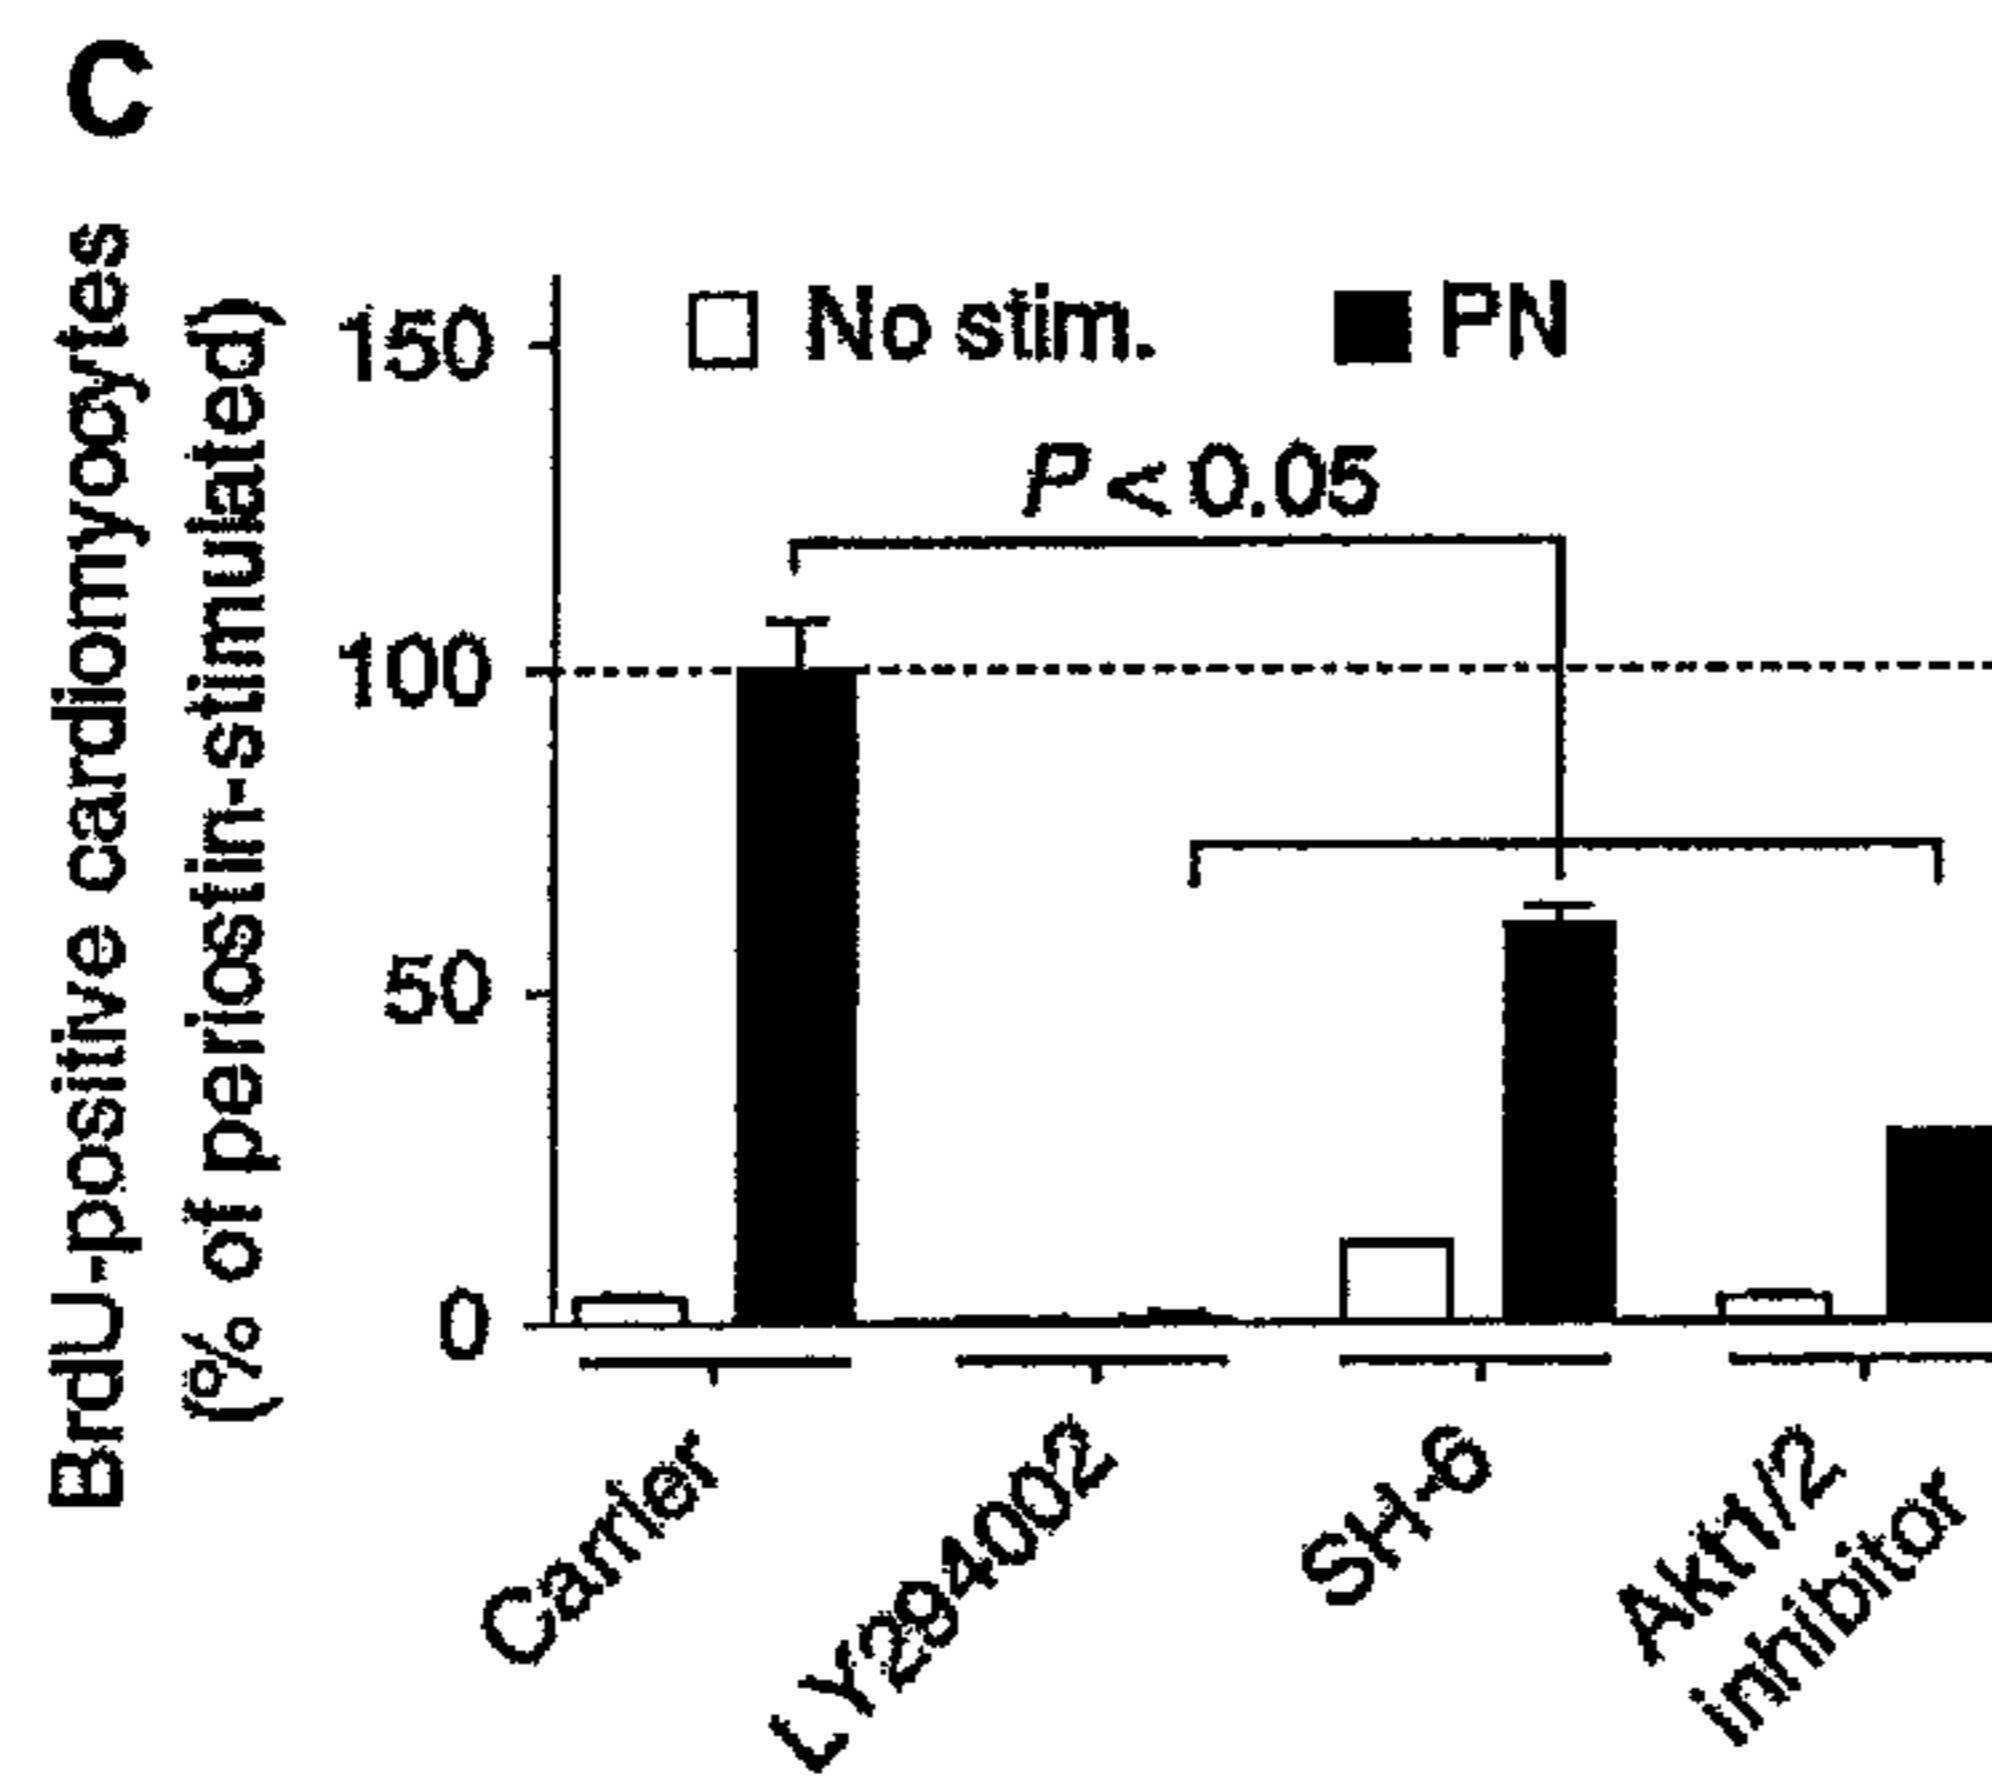 C
BrdU-positive cardiomyocytes
(% of periostin-stimulated)
150
100
50
0
No stim.
PN
P < 0.05
Carrier
LY294002
SH-6
Akt1/2
inhibitor